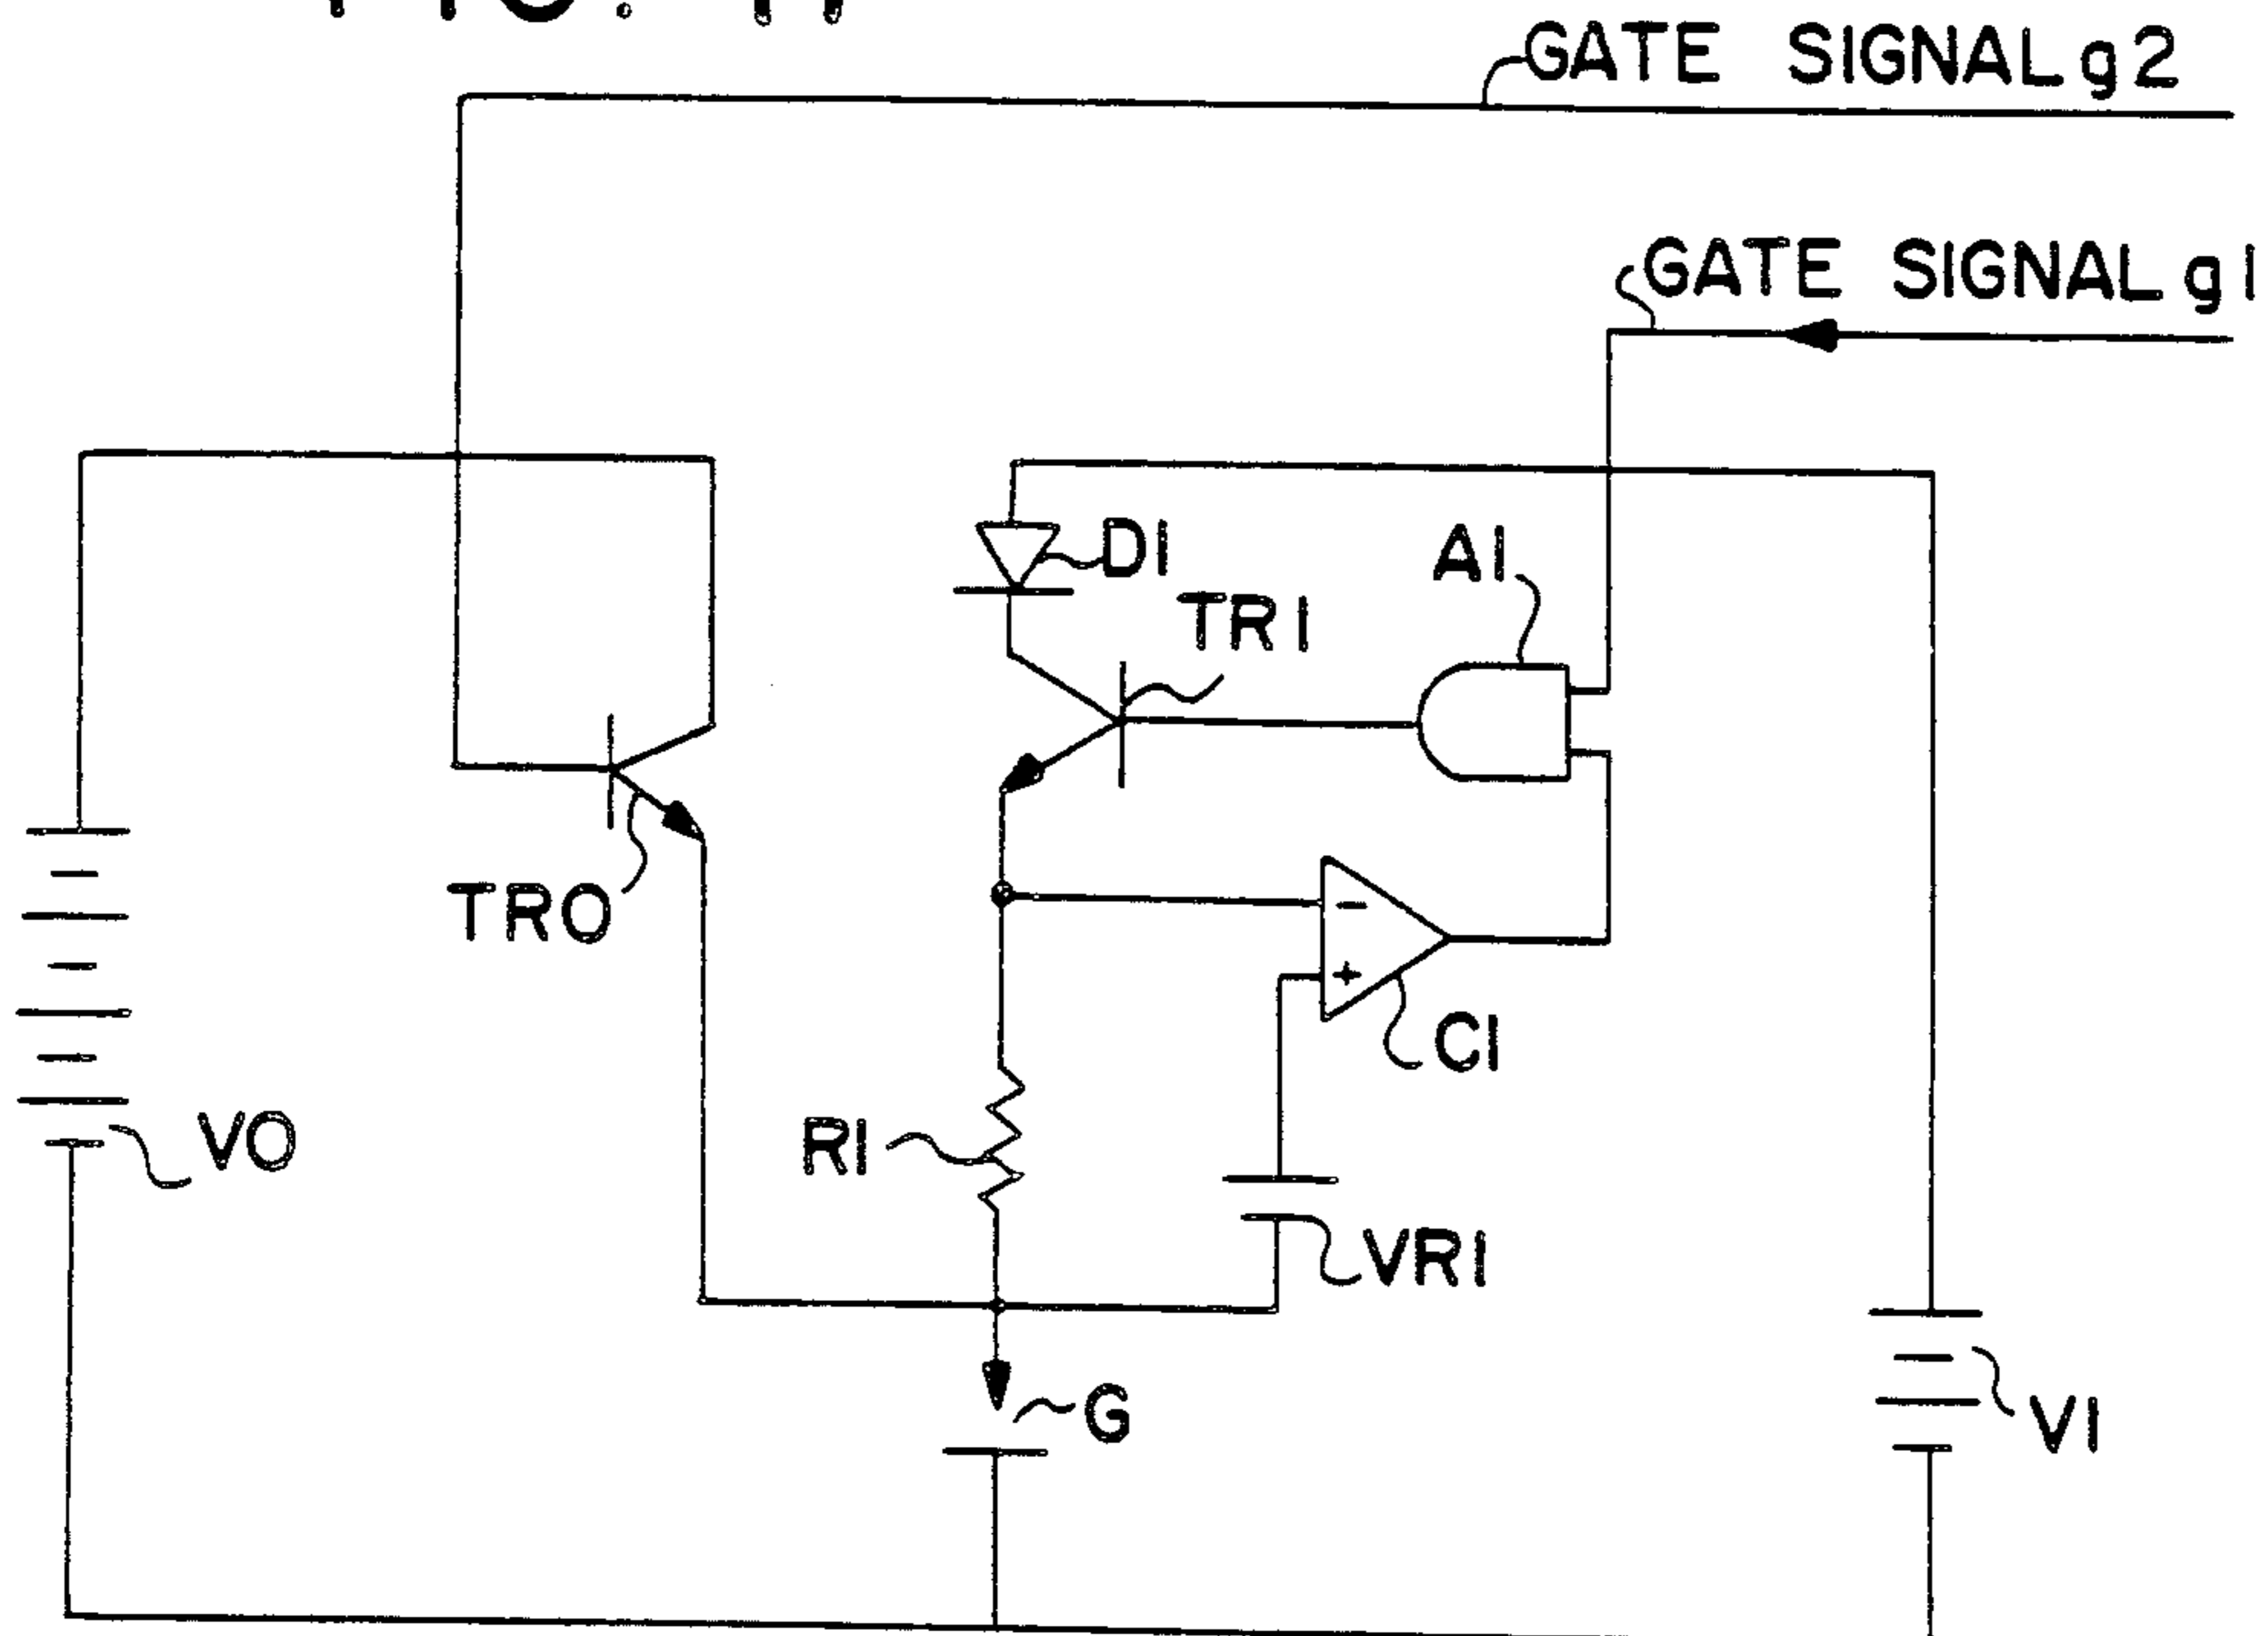 GATE SIGNAL g2
GATE SIGNAL g1
D1
A1
TR1
TR0
-
+
C1
V0
R1
VR1
G
V1